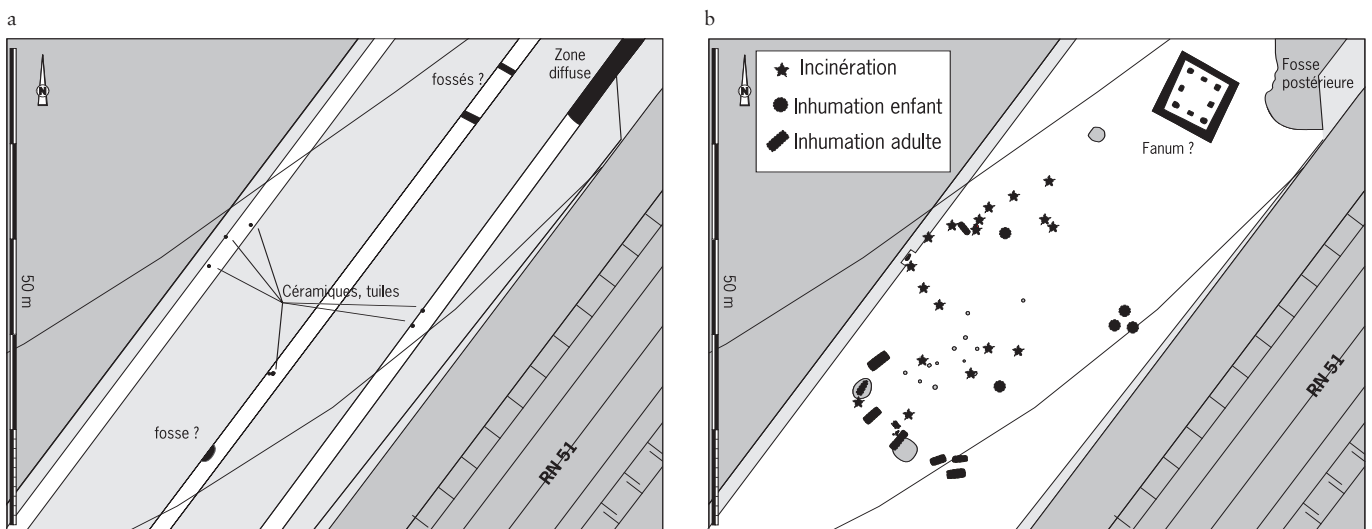 a
N
50 m
fossés ?
Zone
diffuse
Céramiques, tuiles
fosse ?
RN 51
b
N
50 m
Incinération
Inhumation enfant
Inhumation adulte
Fosse
postérieure
Fanum ?
RN 51